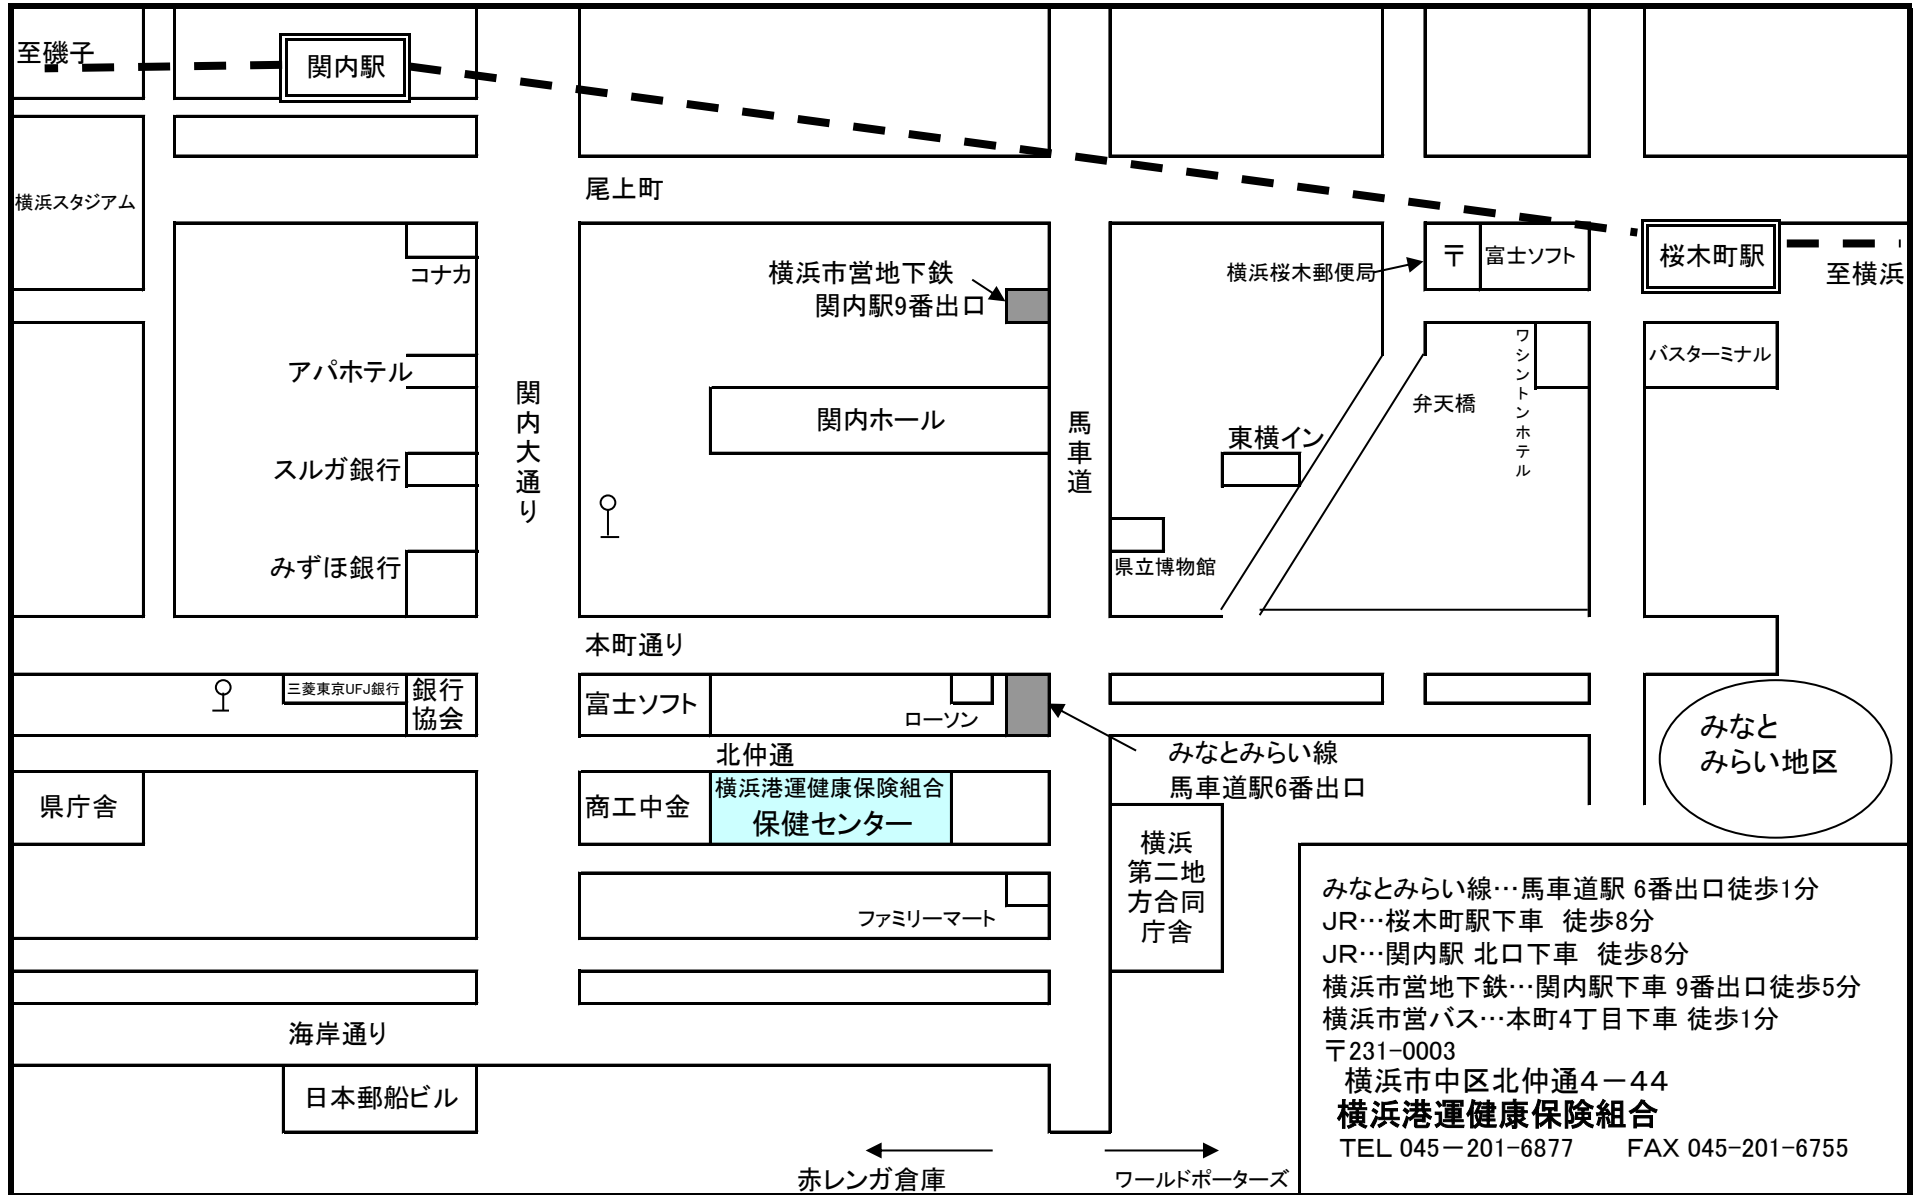 至磯子
関内駅
横浜スタジアム
尾上町
コナカ
横浜市営地下鉄
関内駅9番出口
横浜桜木郵便局
〒
富士ソフト
桜木町駅
至横浜
アパホテル
関内大通り
関内ホール
馬車道
東横イン
弁天橋
ワシントンホテル
バスターミナル
スルガ銀行
みずほ銀行
県立博物館
本町通り
三菱東京UFJ銀行
銀行
協会
富士ソフト
ローソン
北仲通
みなとみらい線
馬車道駅6番出口
みなと
みらい地区
県庁舎
商工中金
横浜港運健康保険組合
保健センター
横浜
第二地
方合同
庁舎
ファミリーマート
海岸通り
日本郵船ビル
赤レンガ倉庫
ワールドポーターズ
みなとみらい線…馬車道駅 6番出口徒歩1分
JR…桜木町駅下車 徒歩8分
JR…関内駅 北口下車 徒歩8分
横浜市営地下鉄…関内駅下車 9番出口徒歩5分
横浜市営バス…本町4丁目下車 徒歩1分
〒231-0003
横浜市中区北仲通4－44
横浜港運健康保険組合
TEL 045－201-6877 FAX 045-201-6755